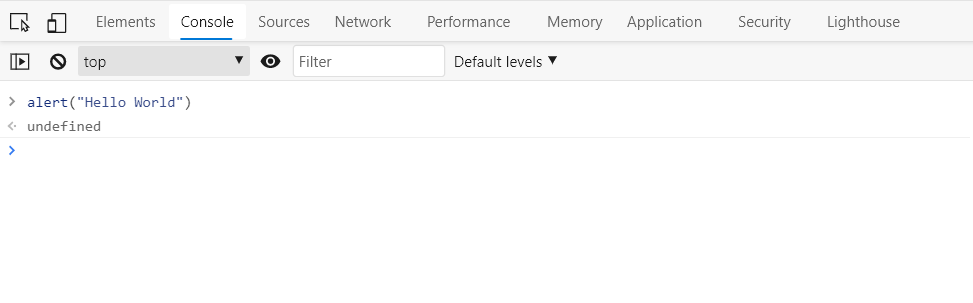 Elements Console Sources Network Performance Memory Application Security Lighthouse
top Filter Default levels
alert("Hello World")
undefined